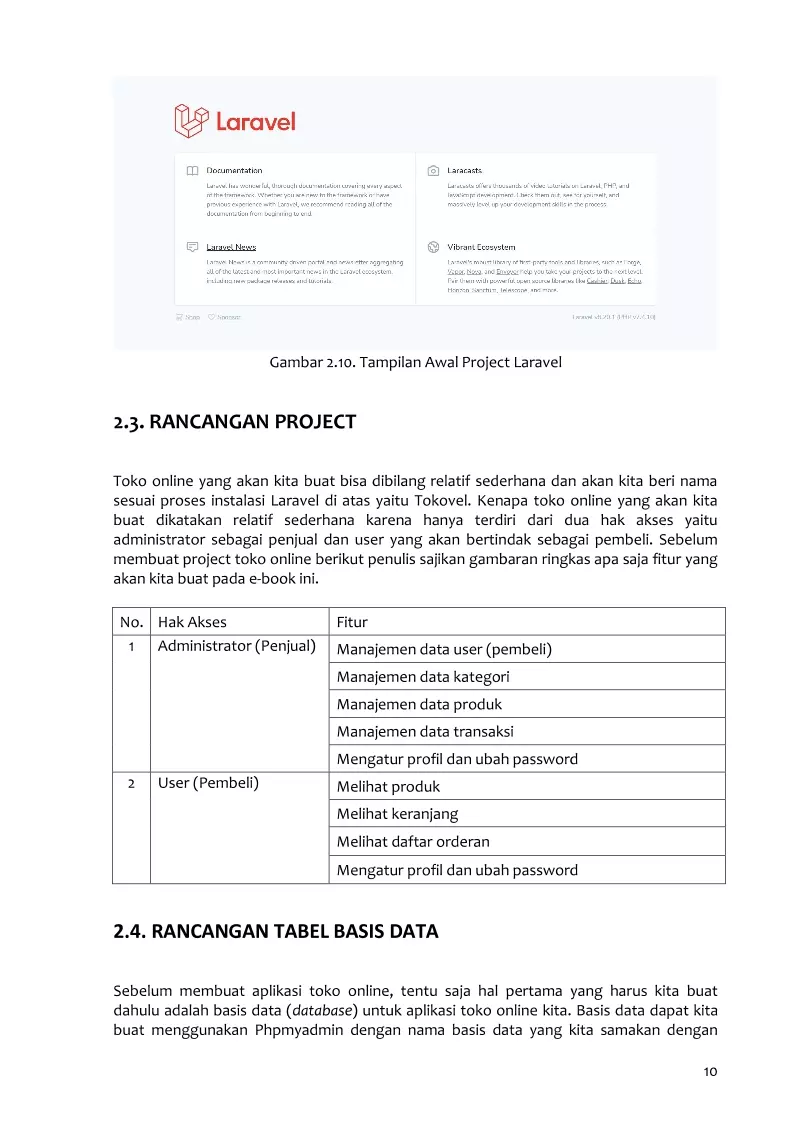 Laravel
Documentation
Laravel has wonderful, thorough documentation covering every aspect
of the framework. Whether you are new to the framework or have
previous experience with Laravel, we recommend reading all of the
documentation from beginning to end.
Laracasts
Laracasts offers thousands of video tutorials on Laravel, PHP, and
JavaScript development. Check them out, see for yourself, and
massively level up your development skills in the process.
Laravel News
Laravel News is a community driven portal and newsletter aggregating
all of the latest and most important news in the Laravel ecosystem,
including new package releases and tutorials.
Vibrant Ecosystem
Laravel's robust library of first-party tools and libraries, such as Forge,
Vapor, Nova, and Envoyer help you take your projects to the next level.
Pair them with powerful open source libraries like Cashier, Dusk, Echo,
Horizon, Sanctum, Telescope, and more.
Shop Sponsor
Laravel
Gambar 2.10. Tampilan Awal Project Laravel
2.3. RANCANGAN PROJECT
Toko online yang akan kita buat bisa dibilang relatif sederhana dan akan kita beri nama
sesuai proses instalasi Laravel di atas yaitu Tokovel. Kenapa toko online yang akan kita
buat dikatakan relatif sederhana karena hanya terdiri dari dua hak akses yaitu
administrator sebagai penjual dan user yang akan bertindak sebagai pembeli. Sebelum
membuat project toko online berikut penulis sajikan gambaran ringkas apa saja fitur yang
akan kita buat pada e-book ini.
No. Hak Akses Fitur
1 Administrator (Penjual) Manajemen data user (pembeli)
Manajemen data kategori
Manajemen data produk
Manajemen data transaksi
Mengatur profil dan ubah password
2 User (Pembeli) Melihat produk
Melihat keranjang
Melihat daftar orderan
Mengatur profil dan ubah password
2.4. RANCANGAN TABEL BASIS DATA
Sebelum membuat aplikasi toko online, tentu saja hal pertama yang harus kita buat
dahulu adalah basis data (database) untuk aplikasi toko online kita. Basis data dapat kita
buat menggunakan Phpmyadmin dengan nama basis data yang kita samakan dengan
10